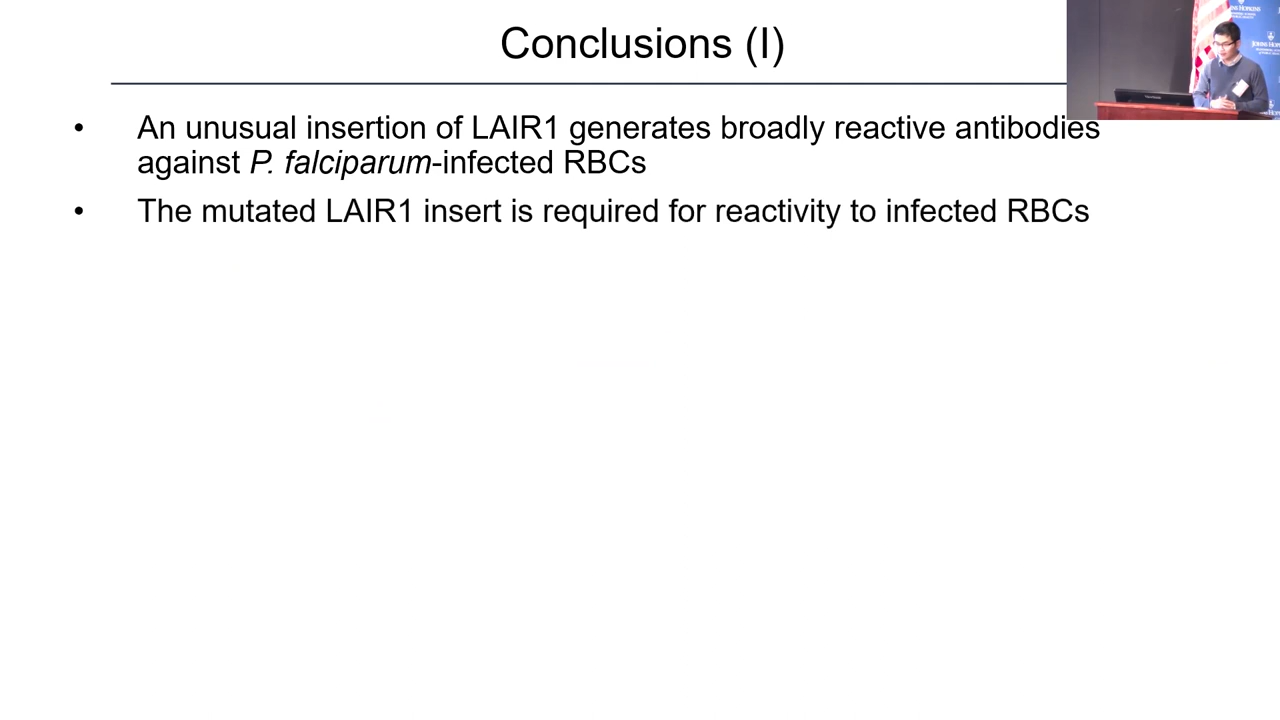 Conclusions (I)
• An unusual insertion of LAIR1 generates broadly reactive antibodies
against P. falciparum-infected RBCs
• The mutated LAIR1 insert is required for reactivity to infected RBCs